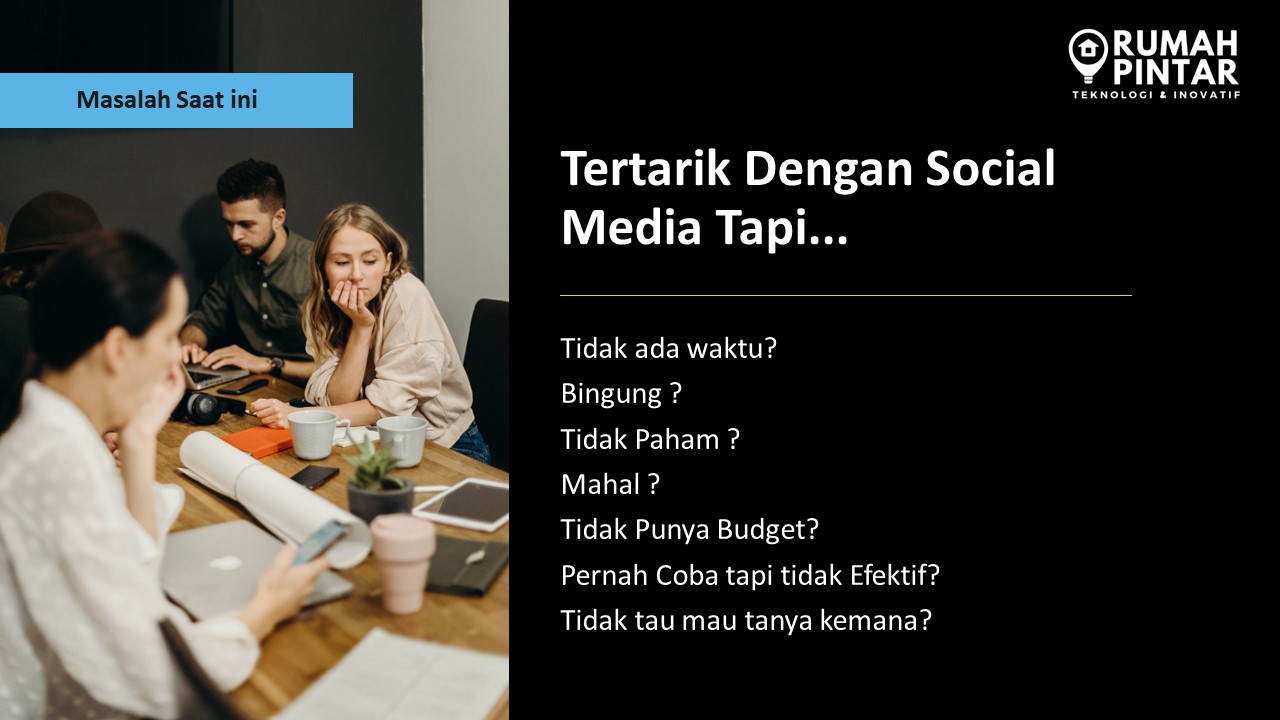 Masalah Saat ini
RUMAH
PINTAR
TEKNOLOGI & INOVATIF
Tertarik Dengan Social
Media Tapi...
Tidak ada waktu?
Bingung ?
Tidak Paham ?
Mahal ?
Tidak Punya Budget?
Pernah Coba tapi tidak Efektif?
Tidak tau mau tanya kemana?